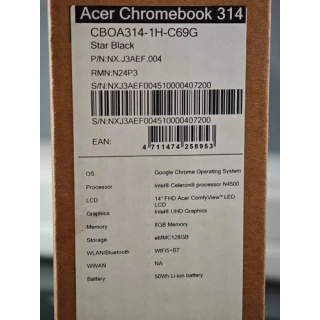 Acer Chromebook 314
CBOA314-1H-C69G
Star Black
P/N:NX.J3AEF.004
RMN:N24P3
S/N:NXJ3AEF004510000407200
S/N:NXJ3AEF004510000407200
EAN:
4 711474 258953
OS Google Chrome Operating System
Processor Intel® Celeron® processor N4500
LCD 14" FHD Acer ComfyView™ LED
LCD
Graphics Intel® UHD Graphics
Memory 8GB Memory
Storage eMMC128GB
WLAN/Bluetooth WIFI5+BT
WWAN NA
Battery 50Wh Li-ion battery